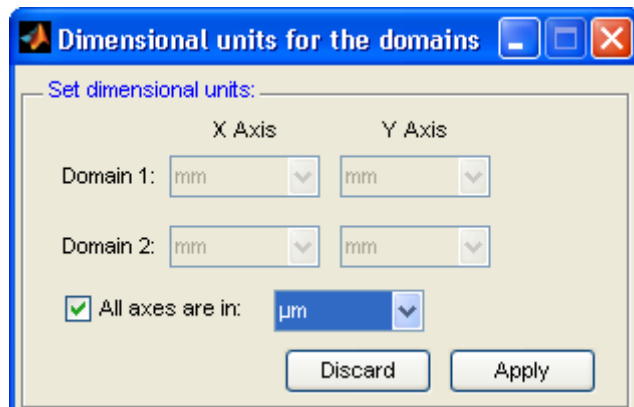 Dimensional units for the domains
Set dimensional units:
X Axis Y Axis
Domain 1: mm mm
Domain 2: mm mm
All axes are in: µm
Discard Apply